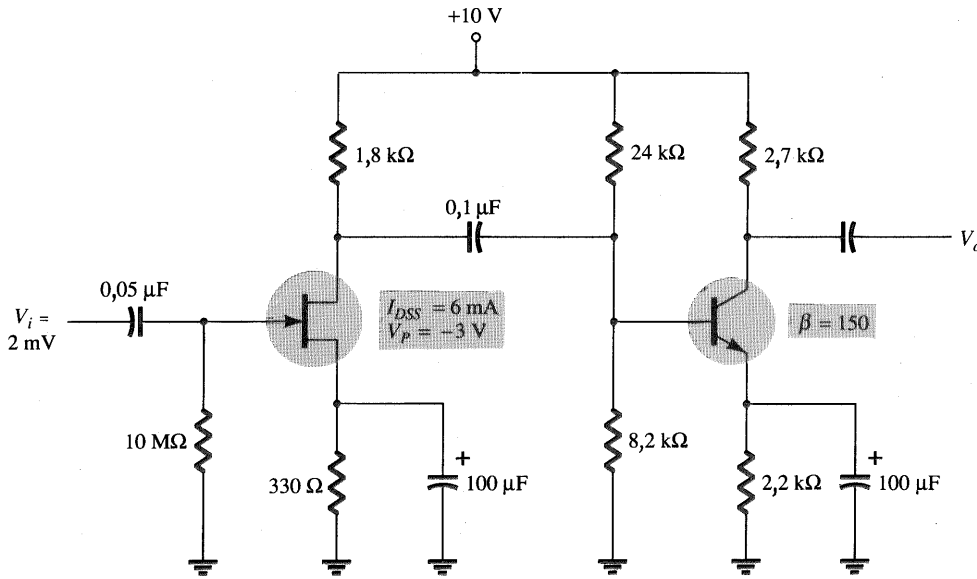 +10 V
1,8 kΩ
24 kΩ
2,7 kΩ
0,1 µF
0,05 µF
V_i =
2 mV
I_DSS = 6 mA
V_P = −3 V
β = 150
10 MΩ
330 Ω
+
100 µF
8,2 kΩ
2,2 kΩ
+
100 µF